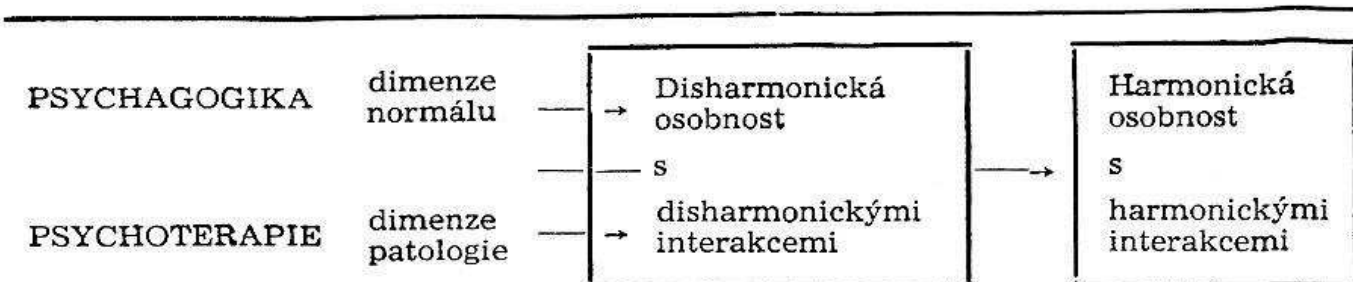 PSYCHAGOGIKA
dimenze
normálu
Disharmonická
osobnost
s
disharmonickými
interakcemi
Harmonická
osobnost
s
harmonickými
interakcemi
PSYCHOTERAPIE
dimenze
patologie